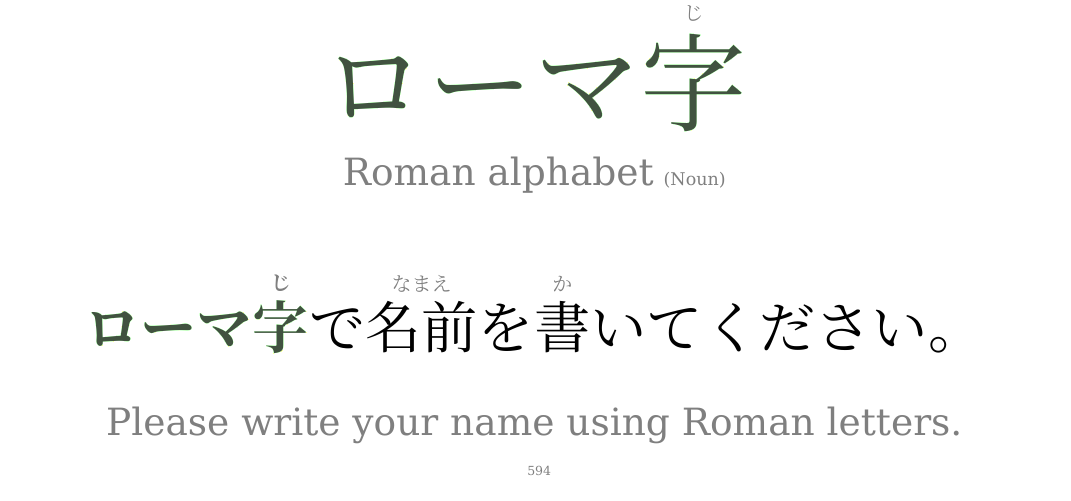 じ
ローマ字
Roman alphabet (Noun)
じ なまえ か
ローマ字で名前を書いてください。
Please write your name using Roman letters.
594